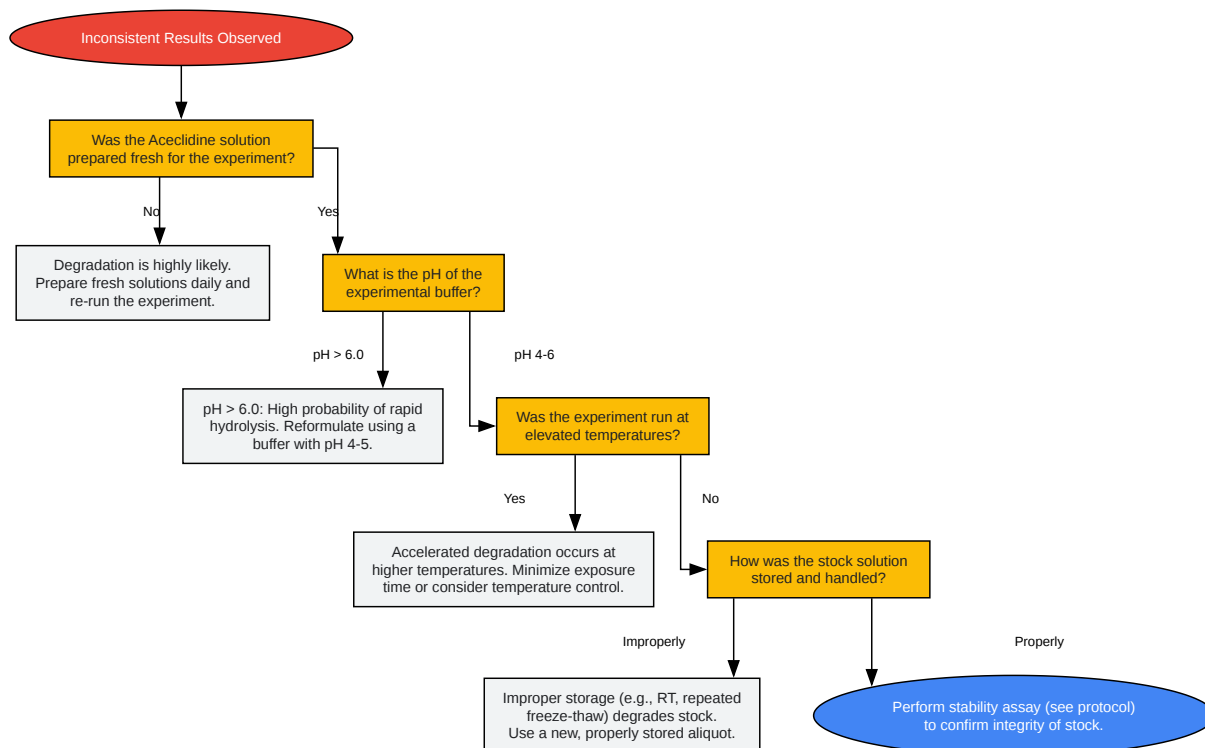 Inconsistent Results Observed
Was the Aceclidine solution
prepared fresh for the experiment?
No
Yes
Degradation is highly likely.
Prepare fresh solutions daily and
re-run the experiment.
What is the pH of the
experimental buffer?
pH > 6.0
pH 4-6
pH > 6.0: High probability of rapid
hydrolysis. Reformulate using a
buffer with pH 4-5.
Was the experiment run at
elevated temperatures?
Yes
No
Accelerated degradation occurs at
higher temperatures. Minimize exposure
time or consider temperature control.
How was the stock solution
stored and handled?
Improperly
Properly
Improper storage (e.g., RT, repeated
freeze-thaw) degrades stock.
Use a new, properly stored aliquot.
Perform stability assay (see protocol)
to confirm integrity of stock.